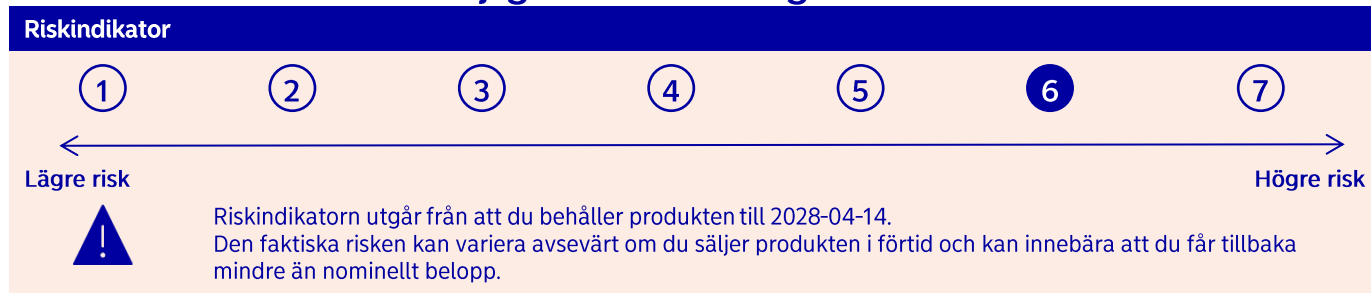 Riskindikator
1 2 3 4 5 6 7
Lägre risk Högre risk
Riskindikatorn utgår från att du behåller produkten till 2028-04-14.
Den faktiska risken kan variera avsevärt om du säljer produkten i förtid och kan innebära att du får tillbaka
mindre än nominellt belopp.